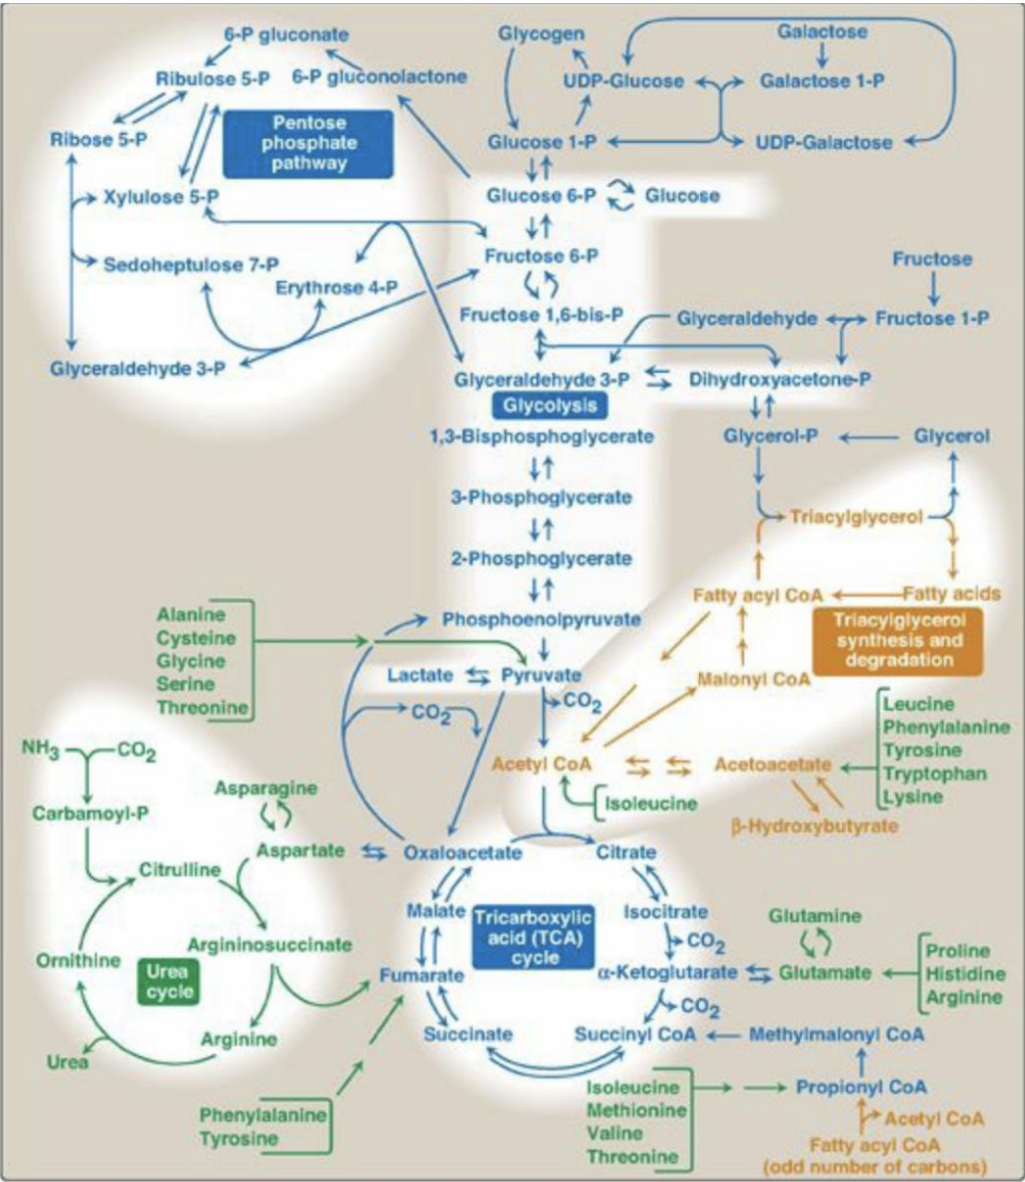 6-P gluconate
Ribulose 5-P
6-P gluconolactone
Ribose 5-P
Pentose
phosphate
pathway
Xylulose 5-P
Sedoheptulose 7-P
Erythrose 4-P
Glyceraldehyde 3-P
Glycogen
UDP-Glucose
Glucose 1-P
Galactose
Galactose 1-P
UDP-Galactose
Glucose 6-P
Glucose
Fructose 6-P
Fructose 1,6-bis-P
Glyceraldehyde
Fructose
Fructose 1-P
Glyceraldehyde 3-P
Dihydroxyacetone-P
Glycolysis
1,3-Bisphosphoglycerate
Glycerol-P
Glycerol
3-Phosphoglycerate
Triacylglycerol
2-Phosphoglycerate
Fatty acyl CoA
Fatty acids
Phosphoenolpyruvate
Triacylglycerol
synthesis and
degradation
Malonyl CoA
Alanine
Cysteine
Glycine
Serine
Threonine
Lactate
Pyruvate
CO2
CO2
Leucine
Phenylalanine
Tyrosine
Tryptophan
Lysine
Acetyl CoA
Acetoacetate
Isoleucine
β-Hydroxybutyrate
NH3
CO2
Carbamoyl-P
Asparagine
Aspartate
Citrulline
Argininosuccinate
Ornithine
Urea
cycle
Arginine
Urea
Oxaloacetate
Citrate
Malate
Tricarboxylic
acid (TCA)
cycle
Isocitrate
CO2
Fumarate
α-Ketoglutarate
CO2
Succinate
Succinyl CoA
Glutamine
Glutamate
Proline
Histidine
Arginine
Methylmalonyl CoA
Phenylalanine
Tyrosine
Isoleucine
Methionine
Valine
Threonine
Propionyl CoA
Acetyl CoA
Fatty acyl CoA
(odd number of carbons)